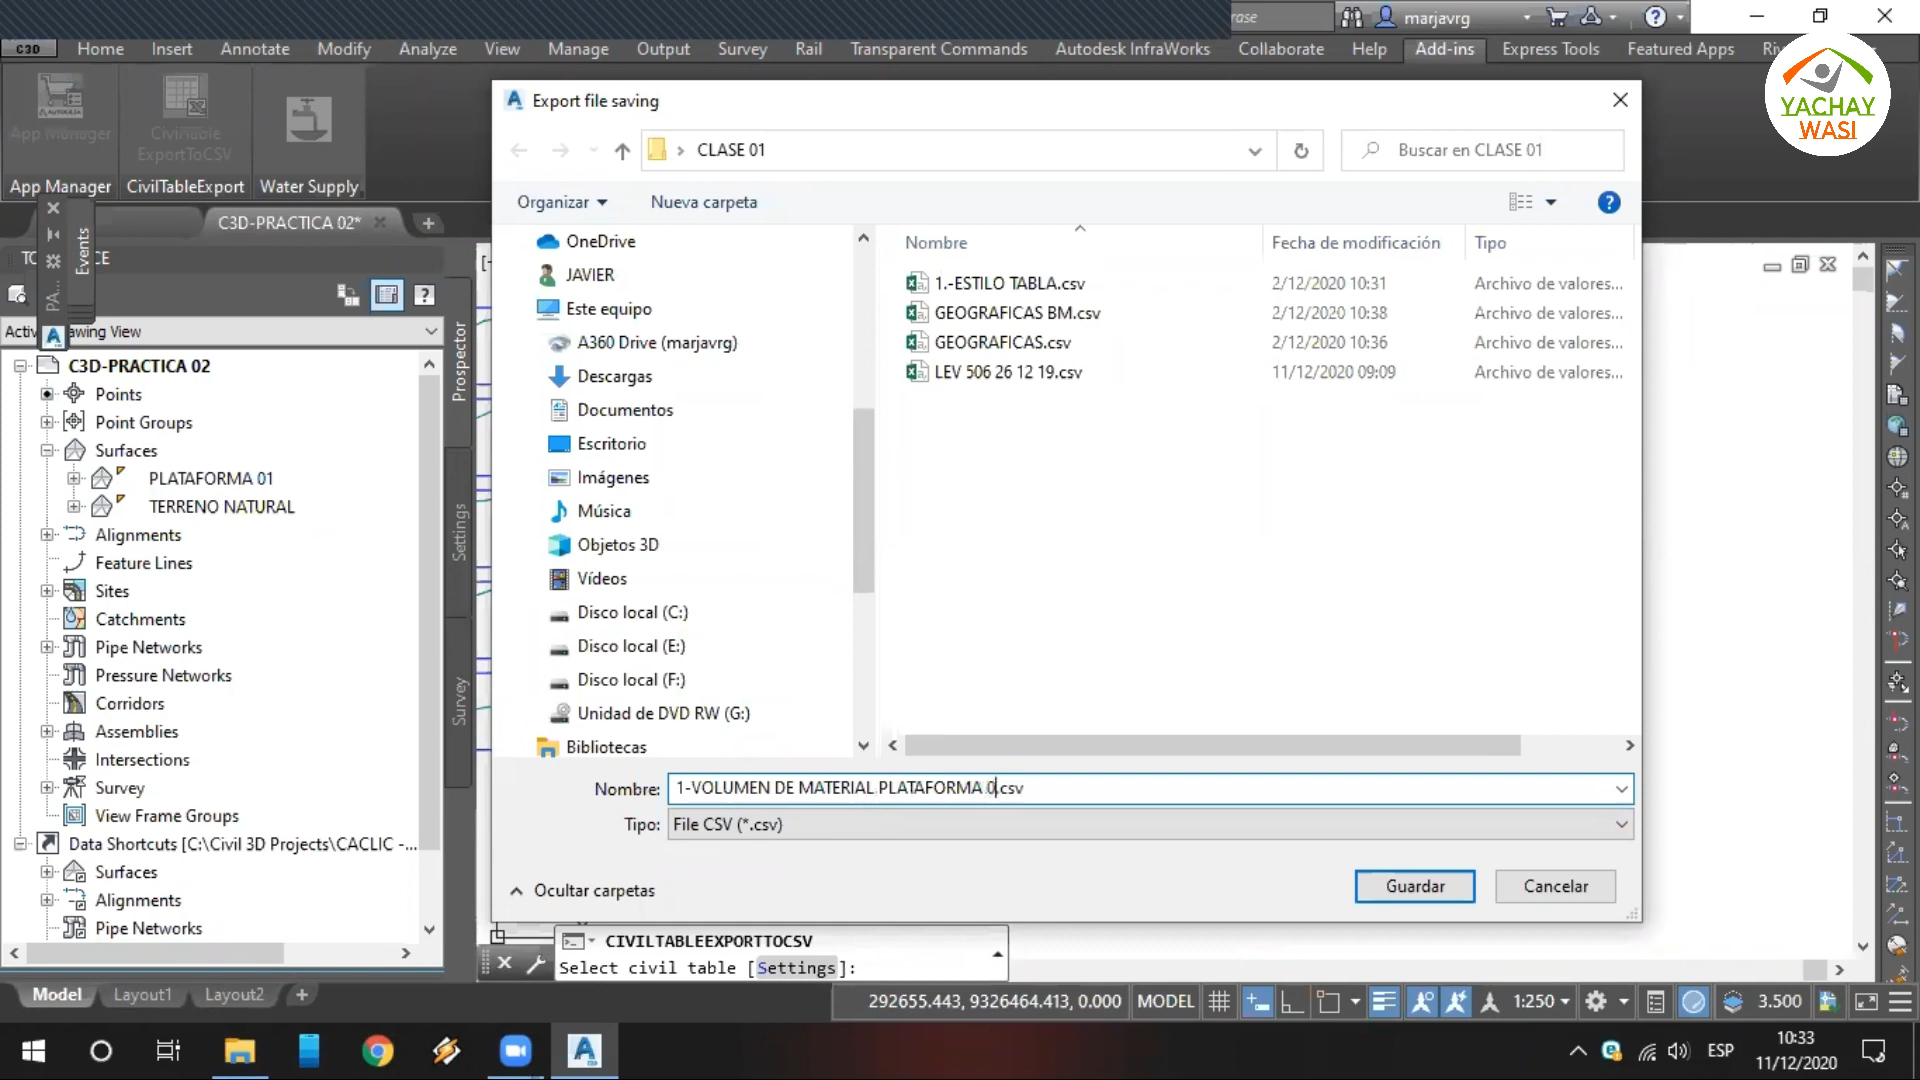 rase
marjavrg
C3D
Home Insert Annotate Modify Analyze View Manage Output Survey Rail Transparent Commands Autodesk InfraWorks Collaborate Help Add-ins Express Tools Featured Apps
YACHAY
WASI
App Manager
CivilTable
ExportToCSV
App Manager CivilTableExport Water Supply
C3D-PRACTICA 02*
Events
Drawing View
Prospector
Settings
Survey
C3D-PRACTICA 02
Points
Point Groups
Surfaces
PLATAFORMA 01
TERRENO NATURAL
Alignments
Feature Lines
Sites
Catchments
Pipe Networks
Pressure Networks
Corridors
Assemblies
Intersections
Survey
View Frame Groups
Data Shortcuts [C:\Civil 3D Projects\CACLIC -...
Surfaces
Alignments
Pipe Networks
Export file saving
CLASE 01
Buscar en CLASE 01
Organizar
Nueva carpeta
OneDrive
JAVIER
Este equipo
A360 Drive (marjavrg)
Descargas
Documentos
Escritorio
Imágenes
Música
Objetos 3D
Vídeos
Disco local (C:)
Disco local (E:)
Disco local (F:)
Unidad de DVD RW (G:)
Bibliotecas
Nombre Fecha de modificación Tipo
1.-ESTILO TABLA.csv 2/12/2020 10:31 Archivo de valores...
GEOGRAFICAS BM.csv 2/12/2020 10:38 Archivo de valores...
GEOGRAFICAS.csv 2/12/2020 10:36 Archivo de valores...
LEV 506 26 12 19.csv 11/12/2020 09:09 Archivo de valores...
Nombre: 1-VOLUMEN DE MATERIAL PLATAFORMA 0.csv
Tipo: File CSV (*.csv)
Ocultar carpetas
Guardar
Cancelar
CIVILTABLEEXPORTTOCSV
Select civil table [Settings]:
Model Layout1 Layout2
292655.443, 9326464.413, 0.000 MODEL 1:250 3.500
ESP
10:33
11/12/2020